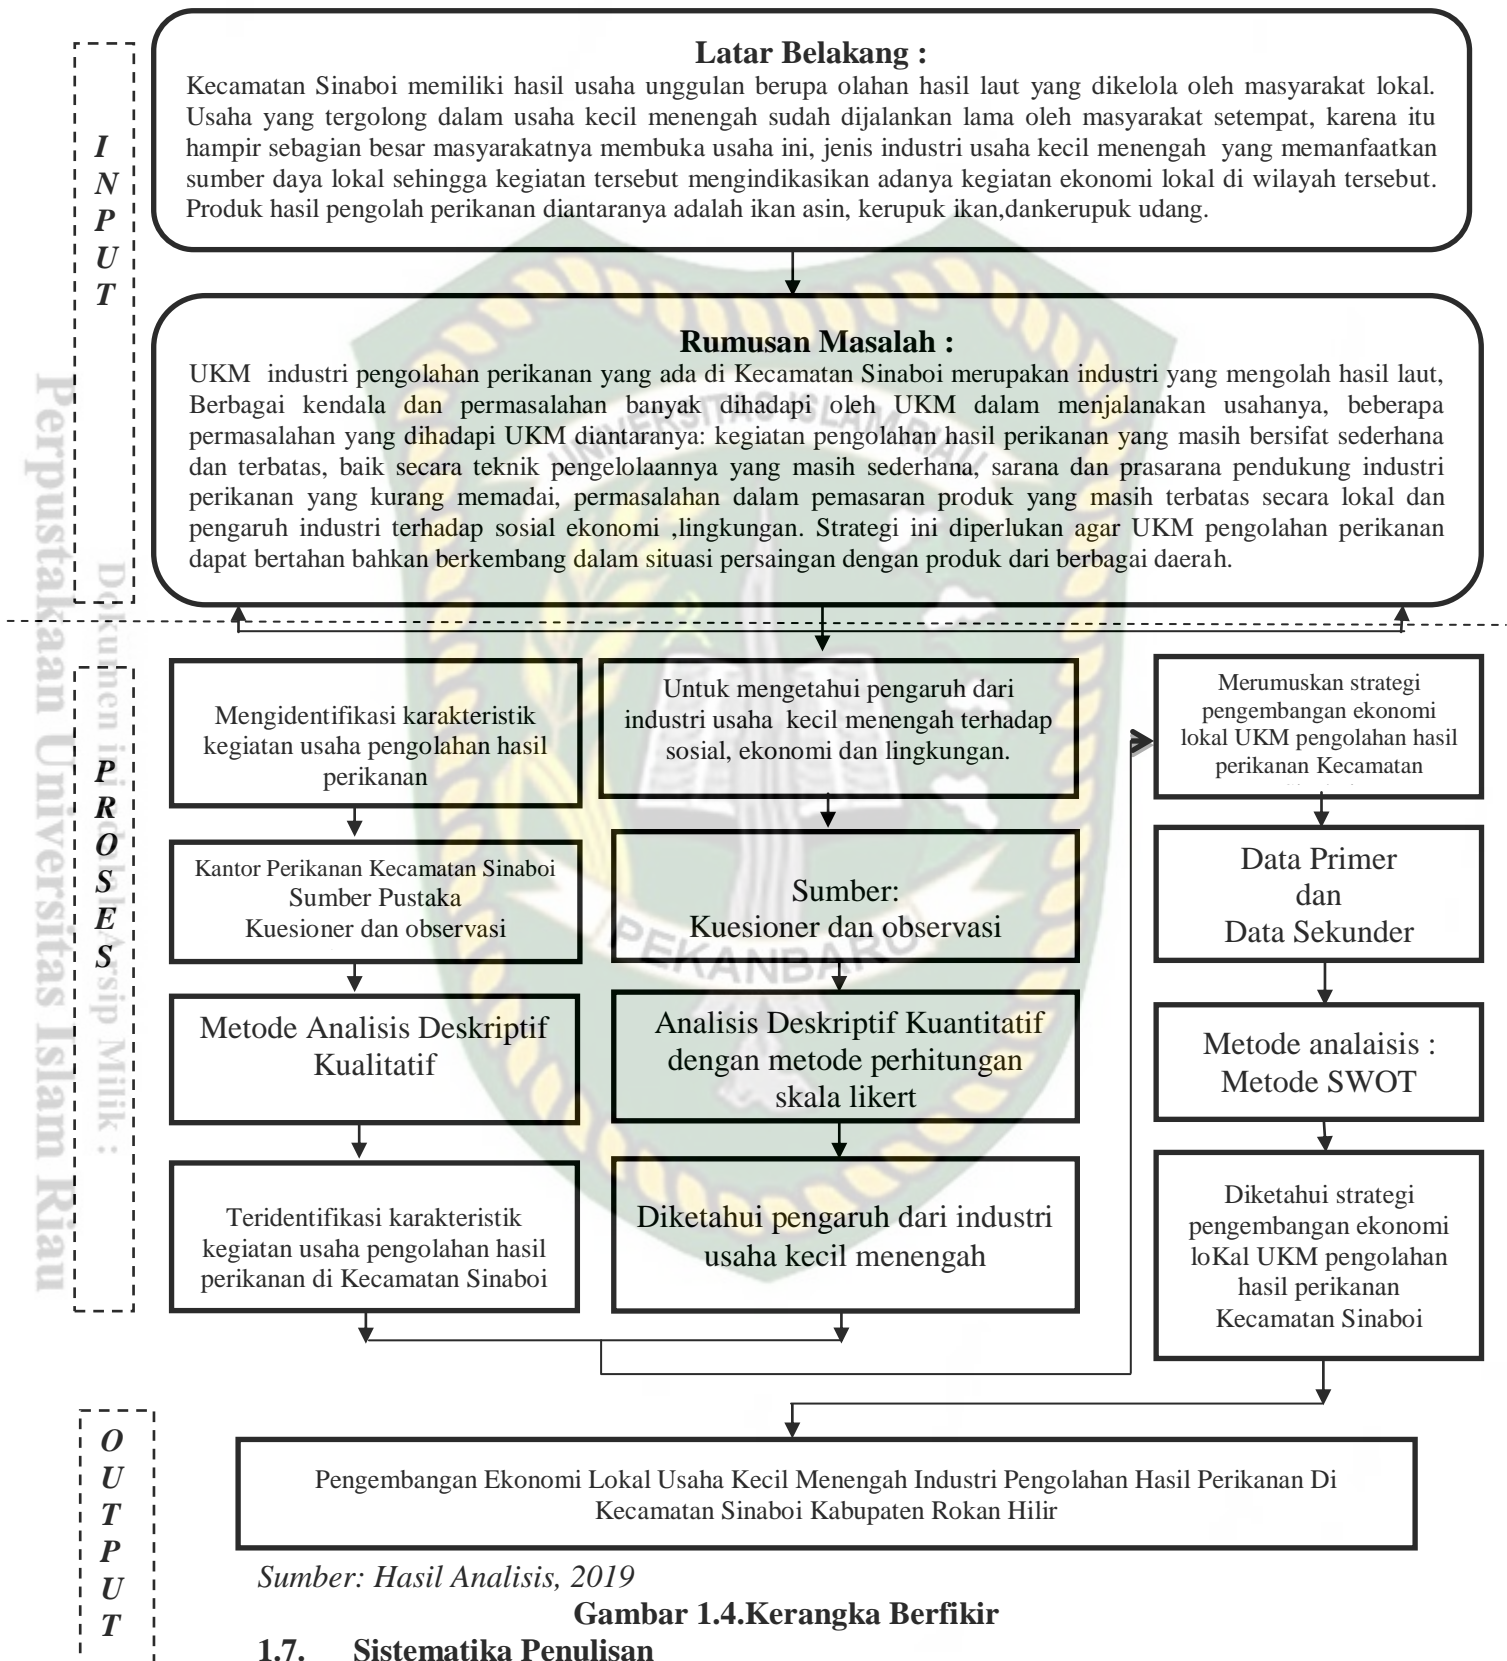 Latar Belakang :
Kecamatan Sinaboi memiliki hasil usaha unggulan berupa olahan hasil laut yang dikelola oleh masyarakat lokal.
Usaha yang tergolong dalam usaha kecil menengah sudah dijalankan lama oleh masyarakat setempat, karena itu
hampir sebagian besar masyarakatnya membuka usaha ini, jenis industri usaha kecil menengah yang memanfaatkan
sumber daya lokal sehingga kegiatan tersebut mengindikasikan adanya kegiatan ekonomi lokal di wilayah tersebut.
Produk hasil pengolah perikanan diantaranya adalah ikan asin, kerupuk ikan,dankerupuk udang.
I
N
P
U
T
Rumusan Masalah :
UKM industri pengolahan perikanan yang ada di Kecamatan Sinaboi merupakan industri yang mengolah hasil laut,
Berbagai kendala dan permasalahan banyak dihadapi oleh UKM dalam menjalanakan usahanya, beberapa
permasalahan yang dihadapi UKM diantaranya: kegiatan pengolahan hasil perikanan yang masih bersifat sederhana
dan terbatas, baik secara teknik pengelolaannya yang masih sederhana, sarana dan prasarana pendukung industri
perikanan yang kurang memadai, permasalahan dalam pemasaran produk yang masih terbatas secara lokal dan
pengaruh industri terhadap sosial ekonomi ,lingkungan. Strategi ini diperlukan agar UKM pengolahan perikanan
dapat bertahan bahkan berkembang dalam situasi persaingan dengan produk dari berbagai daerah.
UNIVERSITAS ISLAM RIAU
PEKANBARU
Perpustakaan Universitas Islam Riau
Dokumen ini adalah Arsip Milik :
P
R
O
S
E
S
Mengidentifikasi karakteristik
kegiatan usaha pengolahan hasil
perikanan
Kantor Perikanan Kecamatan Sinaboi
Sumber Pustaka
Kuesioner dan observasi
Metode Analisis Deskriptif
Kualitatif
Teridentifikasi karakteristik
kegiatan usaha pengolahan hasil
perikanan di Kecamatan Sinaboi
Untuk mengetahui pengaruh dari
industri usaha kecil menengah terhadap
sosial, ekonomi dan lingkungan.
Sumber:
Kuesioner dan observasi
Analisis Deskriptif Kuantitatif
dengan metode perhitungan
skala likert
Diketahui pengaruh dari industri
usaha kecil menengah
Merumuskan strategi
pengembangan ekonomi
lokal UKM pengolahan hasil
perikanan Kecamatan
Data Primer
dan
Data Sekunder
Metode analaisis :
Metode SWOT
Diketahui strategi
pengembangan ekonomi
loKal UKM pengolahan
hasil perikanan
Kecamatan Sinaboi
O
U
T
P
U
T
Pengembangan Ekonomi Lokal Usaha Kecil Menengah Industri Pengolahan Hasil Perikanan Di
Kecamatan Sinaboi Kabupaten Rokan Hilir
Sumber: Hasil Analisis, 2019
Gambar 1.4.Kerangka Berfikir
1.7. Sistematika Penulisan